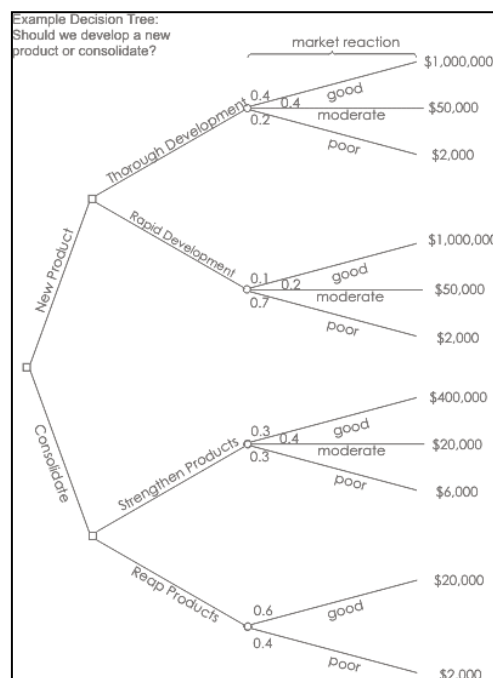 Example Decision Tree:
Should we develop a new
product or consolidate?
market reaction
New Product
Thorough Development
0.4
good
$1,000,000
0.4
moderate
$50,000
0.2
poor
$2,000
Rapid Development
0.1
good
$1,000,000
0.2
moderate
$50,000
0.7
poor
$2,000
Consolidate
Strengthen Products
0.3
good
$400,000
0.4
moderate
$20,000
0.3
poor
$6,000
Reap Products
0.6
good
$20,000
0.4
poor
$2,000